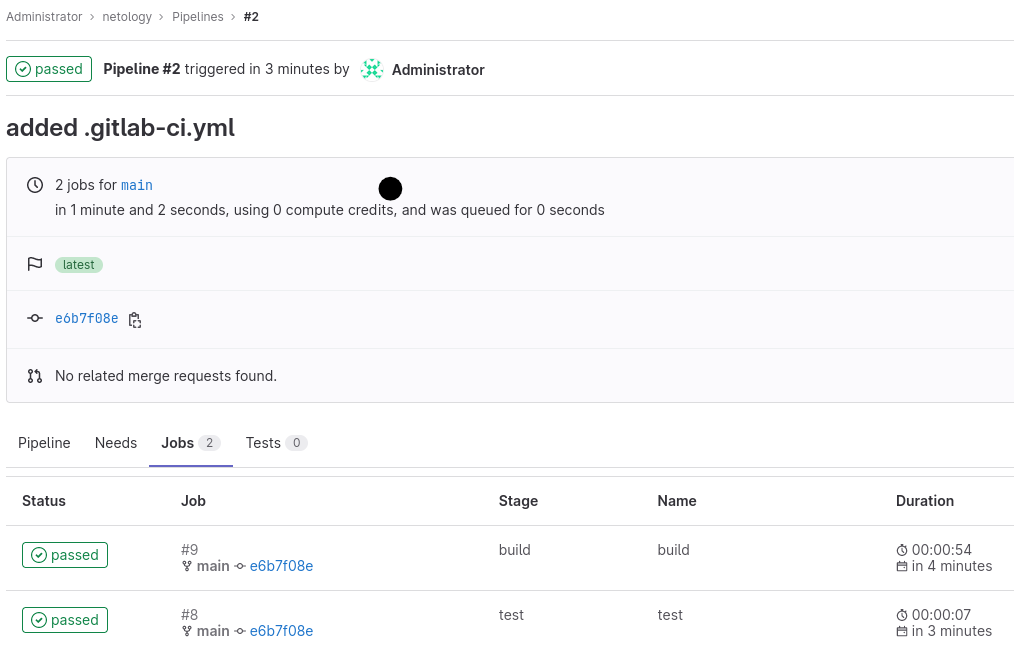 Administrator › netology › Pipelines › #2
passed Pipeline #2 triggered in 3 minutes by Administrator
added .gitlab-ci.yml
2 jobs for main
in 1 minute and 2 seconds, using 0 compute credits, and was queued for 0 seconds
latest
e6b7f08e
No related merge requests found.
Pipeline Needs Jobs 2 Tests 0
Status Job Stage Name Duration
passed #9 build build 00:00:54
main e6b7f08e in 4 minutes
passed #8 test test 00:00:07
main e6b7f08e in 3 minutes